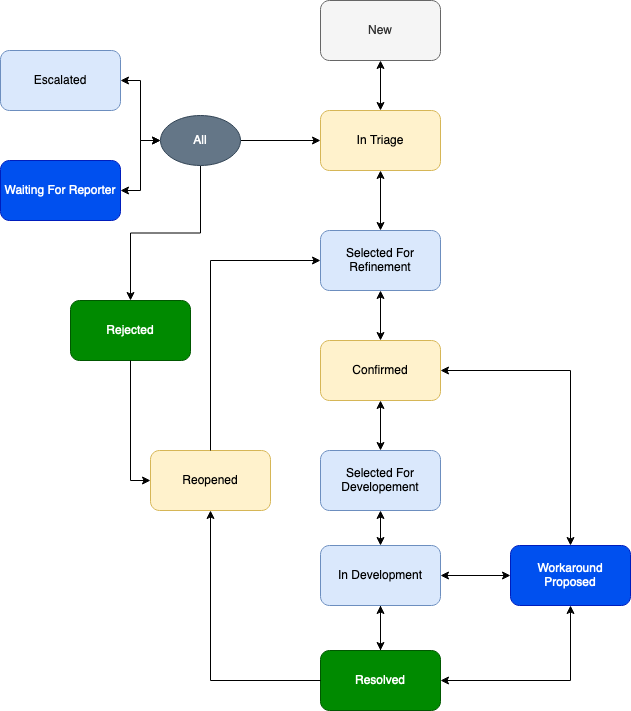 New
Escalated
All
In Triage
Waiting For Reporter
Selected For
Refinement
Rejected
Confirmed
Reopened
Selected For
Developement
In Development
Workaround
Proposed
Resolved